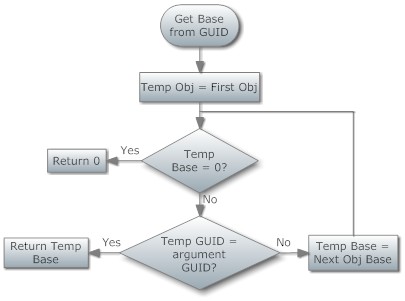 Get Base
from GUID
Temp Obj = First Obj
Temp
Base = 0?
Yes
Return 0
No
Temp GUID =
argument
GUID?
Yes
Return Temp
Base
No
Temp Base =
Next Obj Base